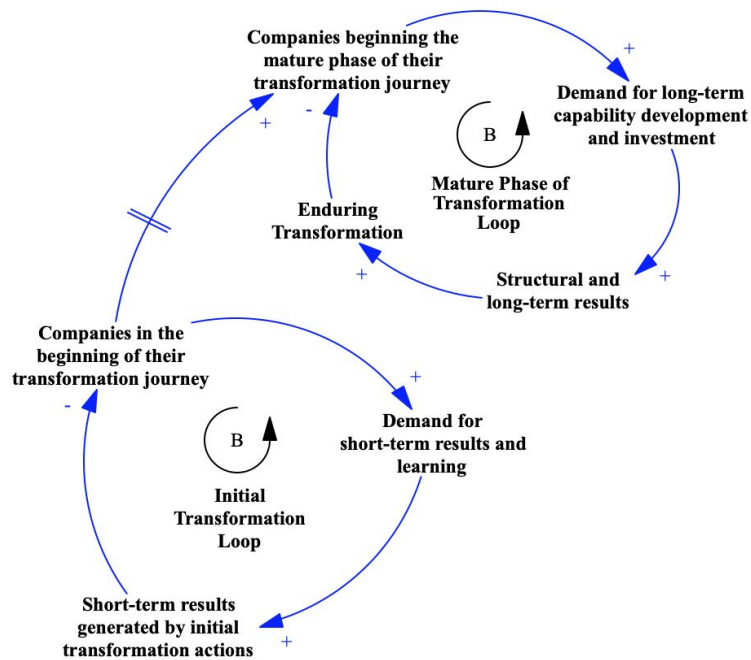 Companies beginning the
mature phase of their
transformation journey
+
Demand for long-term
capability development
and investment
-
+
B
Mature Phase of
Transformation
Loop
Enduring
Transformation
+
Structural and
long-term results
+
Companies in the
beginning of their
transformation journey
+
-
Demand for
short-term results and
learning
B
Initial
Transformation
Loop
Short-term results
generated by initial
transformation actions
+